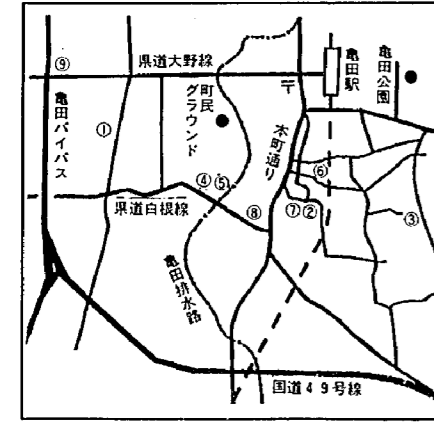 ⑨
県道大野線
亀田駅
亀田公園
町民
グラウンド
〒
本町通り
亀田バイパス
①
④⑤
⑥
県道白根線
⑧
⑦②
③
亀田排水路
国道49号線